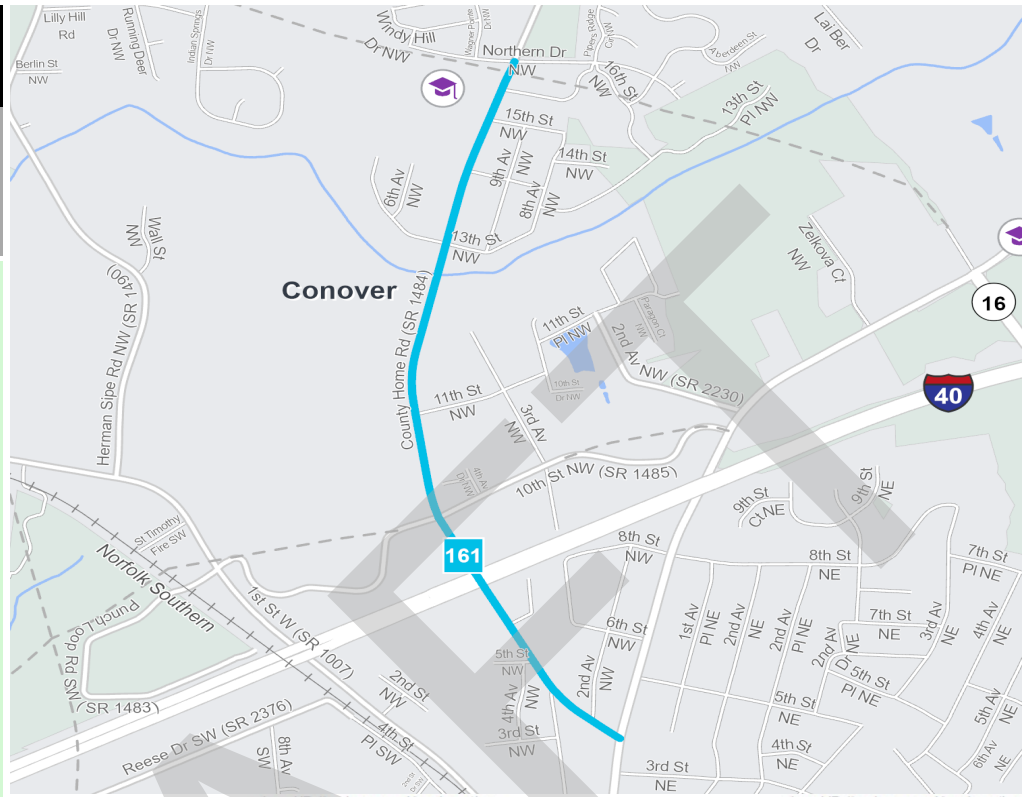 Lilly Hill
Rd
Running Deer
Dr NW
Indian Springs
Dr NW
Berlin St
NW
Windy Hill
Dr NW
Wagner Pointe
Dr NW
Northern Dr
NW
Pipers Ridge
Cir NW
Aberdeen St
NW
LaiBer
Dr
16th St
NW
13th St
Pl NW
15th St
NW
14th St
NW
9th Av
NW
8th Av
NW
6th Av
NW
13th St
NW
Wall St
NW
Zelkova Ct
NW
Conover
County Home Rd (SR 1484)
Herman Sipe Rd NW (SR 1490)
16
40
11th St
Pl NW
Paragon Ct
NW
2nd Av NW (SR 2230)
10th St
Dr NW
11th St
NW
3rd Av
NW
4th Av
Dr NW
10th St NW (SR 1485)
9th St
Ct NE
9th St
NE
St Timothy
Fire SW
161
Norfolk Southern
8th St
NW
8th St
NE
7th St
Pl NE
1st St W (SR 1007)
Punch Loop Rd SW
(SR 1483)
6th St
NW
1st Av
Pl NE
2nd Av
NE
2nd Av
Pl NE
2nd Av
Dr NE
7th St
NE
3rd Av
NE
4th Av
NE
5th St
NW
5th St
Pl NE
2nd St
NW
4th Av
NW
2nd Av
NW
5th St
NE
5th Av
NE
Reese Dr SW (SR 2376)
8th Av
SW
4th St
Pl SW
3rd St
NW
4th St
NE
6th Av
NE
3rd St
NE
2nd St
Dr SW